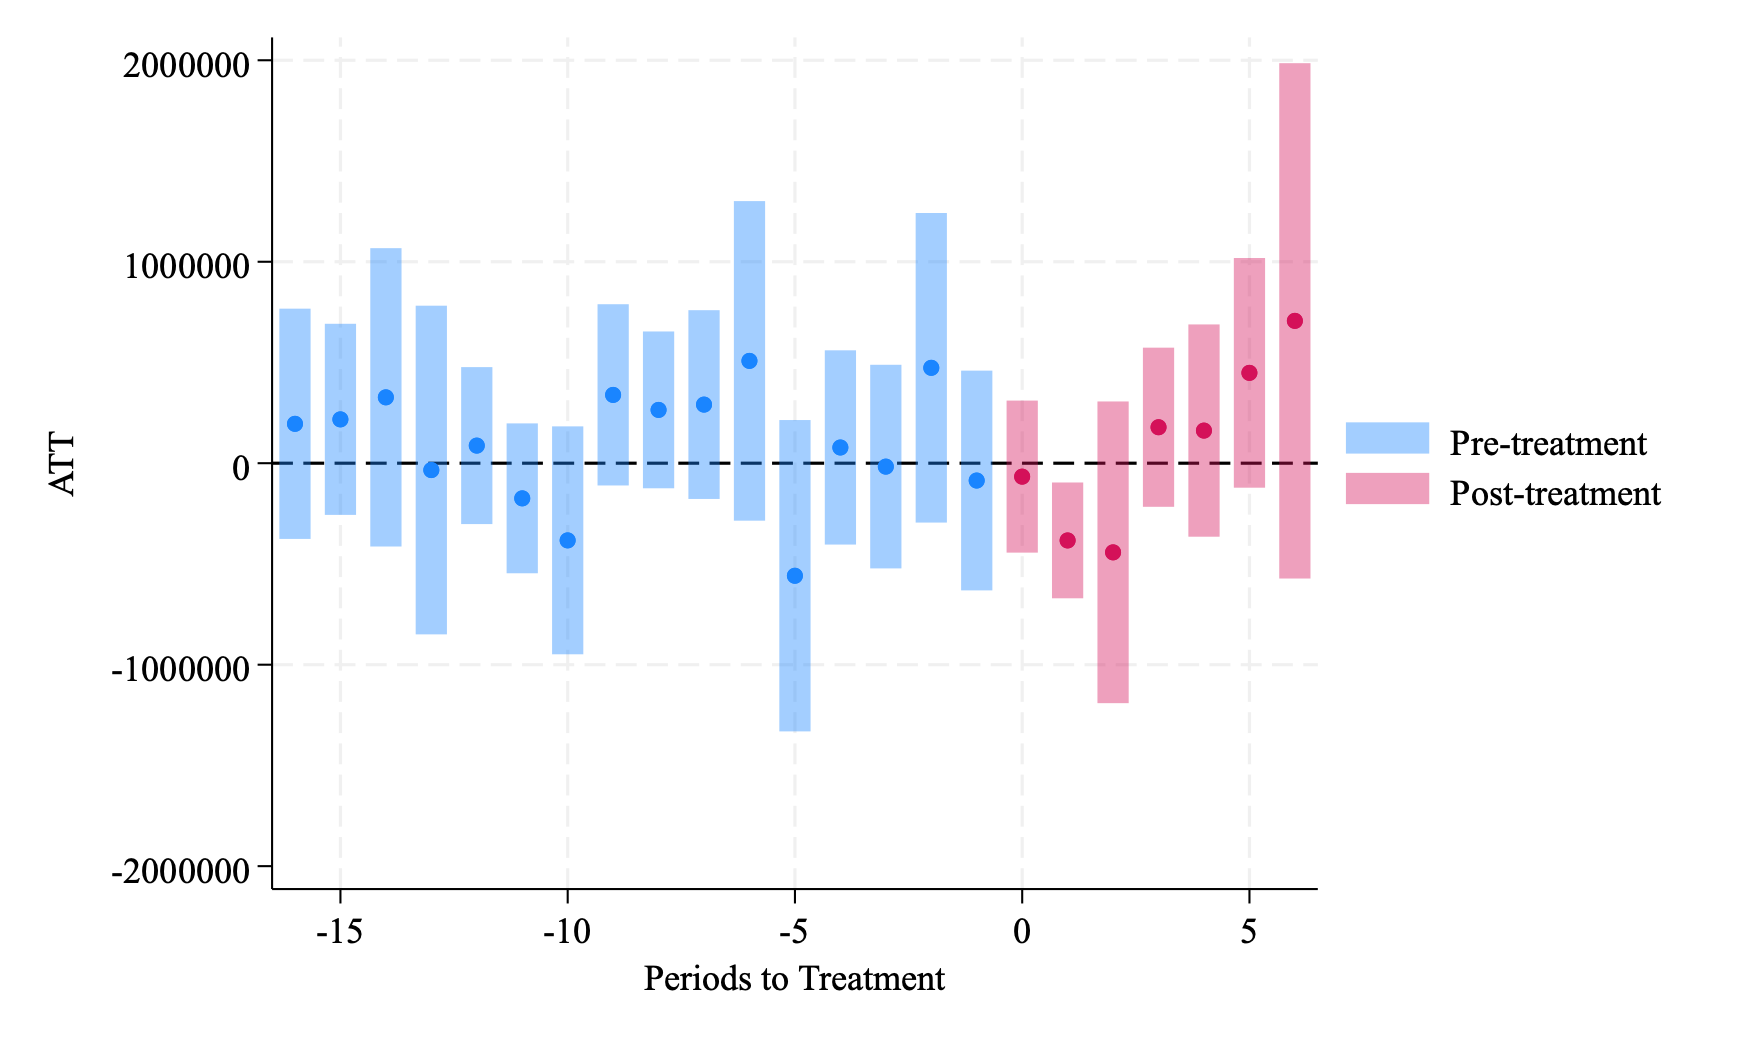 2000000
1000000
0
-1000000
-2000000
ATT
-15
-10
-5
0
5
Periods to Treatment
Pre-treatment
Post-treatment